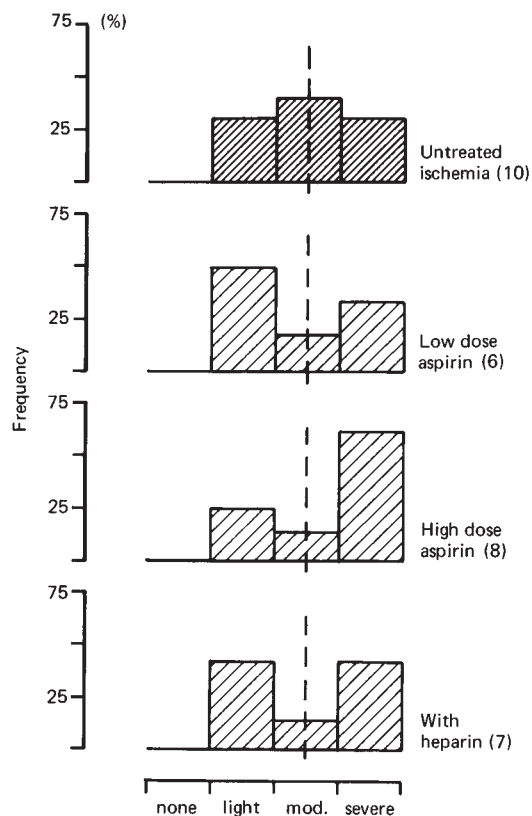 75 (%)
25
Untreated
ischemia (10)
75
25
Low dose
aspirin (6)
Frequency
75
25
High dose
aspirin (8)
75
25
With
heparin (7)
none light mod. severe